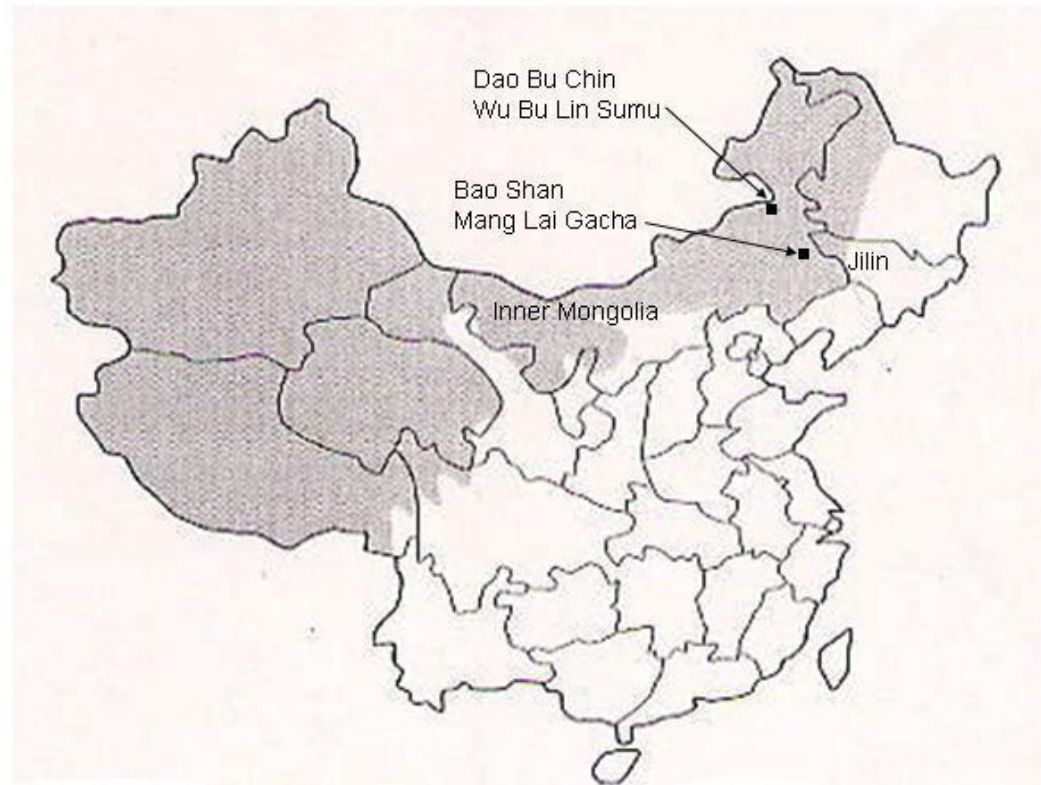 Dao Bu Chin
Wu Bu Lin Sumu
Bao Shan
Mang Lai Gacha
Jilin
Inner Mongolia